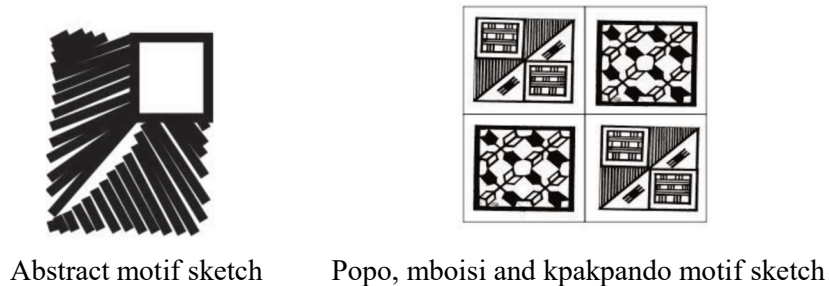 Abstract motif sketch
Popo, mboisi and kpakpando motif sketch